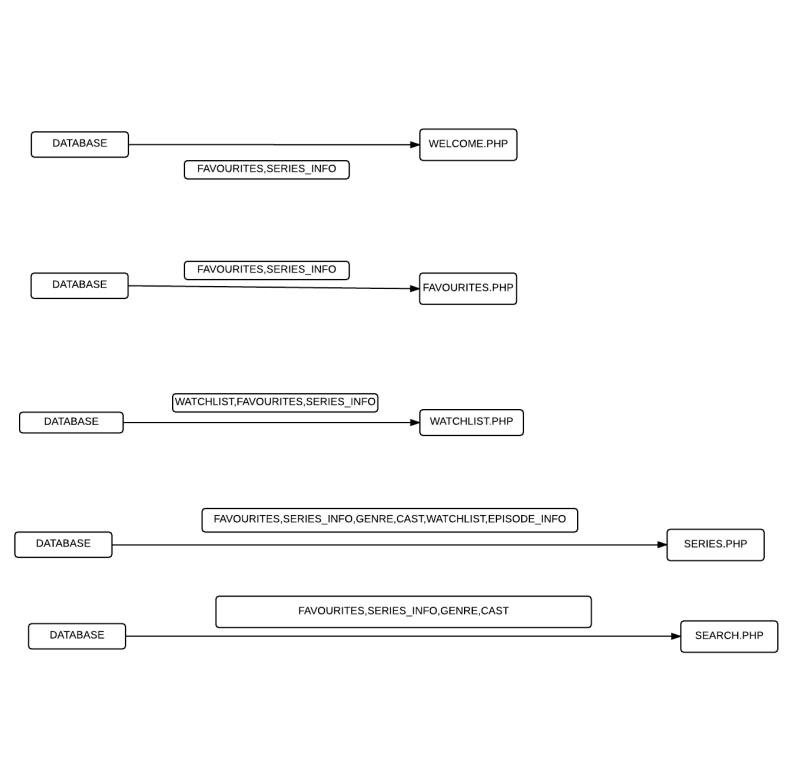 DATABASE
WELCOME.PHP
FAVOURITES,SERIES_INFO
FAVOURITES,SERIES_INFO
DATABASE
FAVOURITES.PHP
WATCHLIST,FAVOURITES,SERIES_INFO
DATABASE
WATCHLIST.PHP
FAVOURITES,SERIES_INFO,GENRE,CAST,WATCHLIST,EPISODE_INFO
DATABASE
SERIES.PHP
FAVOURITES,SERIES_INFO,GENRE,CAST
DATABASE
SEARCH.PHP